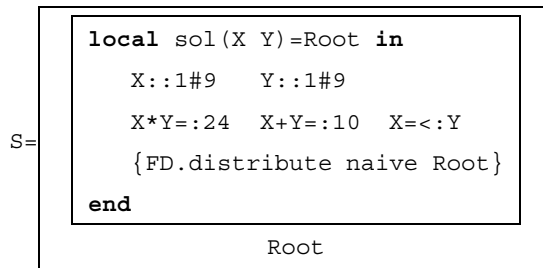 local sol(X Y)=Root in
X::1#9 Y::1#9
X*Y=:24 X+Y=:10 X=<:Y
S=
{FD.distribute naive Root}
end
Root